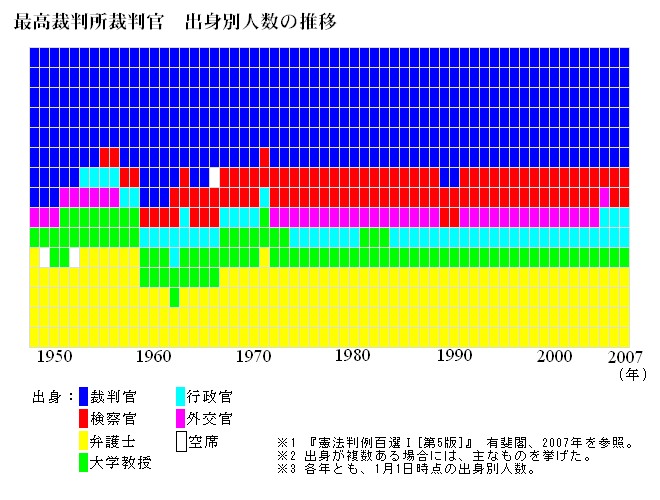 最高裁判所裁判官　出身別人数の推移
1950 1960 1970 1980 1990 2000 2007
(年)
出身：裁判官 行政官
検察官 外交官
弁護士 空席
大学教授
※1 『憲法判例百選Ⅰ[第5版]』 有斐閣、2007年を参照。
※2 出身が複数ある場合には、主なものを挙げた。
※3 各年とも、1月1日時点の出身別人数。